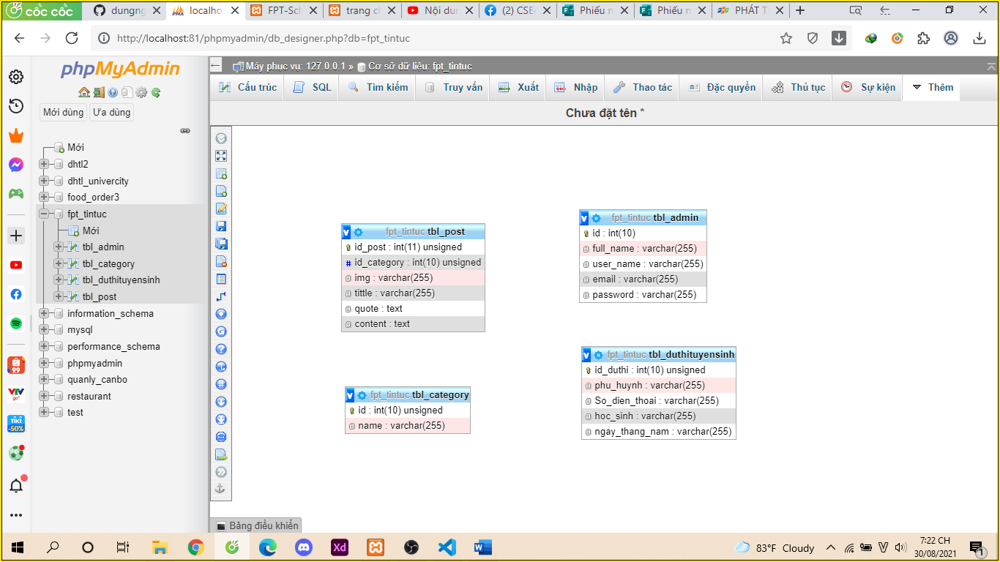 cốc cốc
dungng
localho:
FPT-Sch
trang ch
Nội dun
(2) CSE4
Phiếu n
Phiếu n
PHÁT T
http://localhost:81/phpmyadmin/db_designer.php?db=fpt_tintuc
phpMyAdmin
Mới dùng
Ưa dùng
Mới
dhtl2
dhtl_univercity
food_order3
fpt_tintuc
Mới
tbl_admin
tbl_category
tbl_duthituyensinh
tbl_post
information_schema
mysql
performance_schema
phpmyadmin
quanly_canbo
restaurant
test
Máy phục vụ: 127.0.0.1 » Cơ sở dữ liệu: fpt_tintuc
Cấu trúc
SQL
Tìm kiếm
Truy vấn
Xuất
Nhập
Thao tác
Đặc quyền
Thủ tục
Sự kiện
Thêm
Chưa đặt tên *
fpt_tintuc tbl_post
id_post : int(11) unsigned
id_category : int(10) unsigned
img : varchar(255)
tittle : varchar(255)
quote : text
content : text
fpt_tintuc tbl_admin
id : int(10)
full_name : varchar(255)
user_name : varchar(255)
email : varchar(255)
password : varchar(255)
fpt_tintuc tbl_category
id : int(10) unsigned
name : varchar(255)
fpt_tintuc tbl_duthituyensinh
id_duthi : int(10) unsigned
phu_huynh : varchar(255)
So_dien_thoai : varchar(255)
hoc_sinh : varchar(255)
ngay_thang_nam : varchar(255)
Bảng điều khiển
99
VTV
go
TIKI
-50%
Xd
83°F Cloudy
7:22 CH
30/08/2021
1